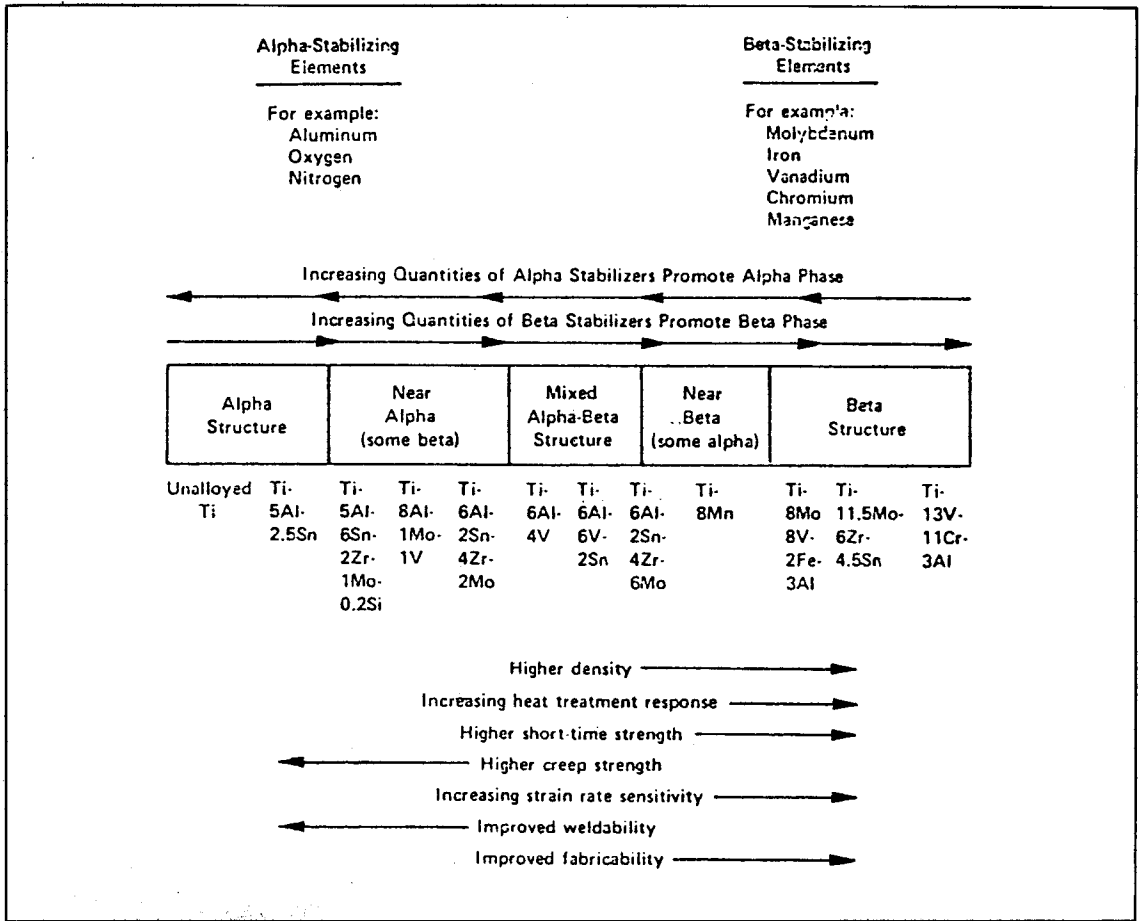 Alpha-Stabilizing
Elements
For example:
Aluminum
Oxygen
Nitrogen
Beta-Stabilizing
Elements
For example:
Molybdenum
Iron
Vanadium
Chromium
Manganese
Increasing Quantities of Alpha Stabilizers Promote Alpha Phase
Increasing Quantities of Beta Stabilizers Promote Beta Phase
Alpha
Structure
Near
Alpha
(some beta)
Mixed
Alpha-Beta
Structure
Near
Beta
(some alpha)
Beta
Structure
Unalloyed
Ti
Ti-
5Al-
2.5Sn
Ti-
5Al-
6Sn-
2Zr-
1Mo-
0.2Si
Ti-
8Al-
1Mo-
1V
Ti-
6Al-
2Sn-
4Zr-
2Mo
Ti-
6Al-
4V
Ti-
6Al-
6V-
2Sn
Ti-
6Al-
2Sn-
4Zr-
6Mo
Ti-
8Mn
Ti-
8Mo
8V-
2Fe-
3Al
Ti-
11.5Mo-
6Zr-
4.5Sn
Ti-
13V-
11Cr-
3Al
Higher density
Increasing heat treatment response
Higher short-time strength
Higher creep strength
Increasing strain rate sensitivity
Improved weldability
Improved fabricability